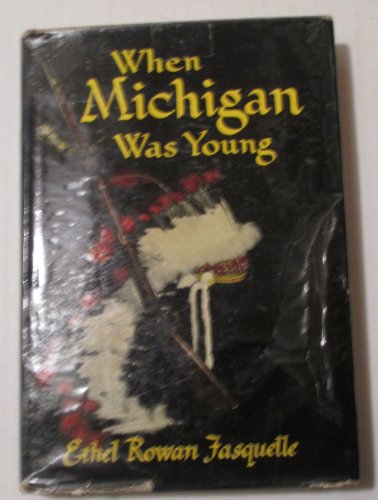 When
Michigan
Was Young
Ethel Rowan Fasquelle